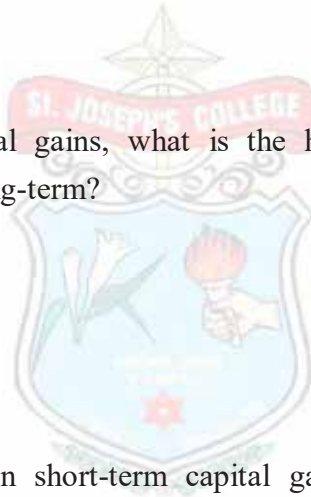 ST. JOSEPH'S COLLEGE
al gains, what is the h
g-term?
n short-term capital ga